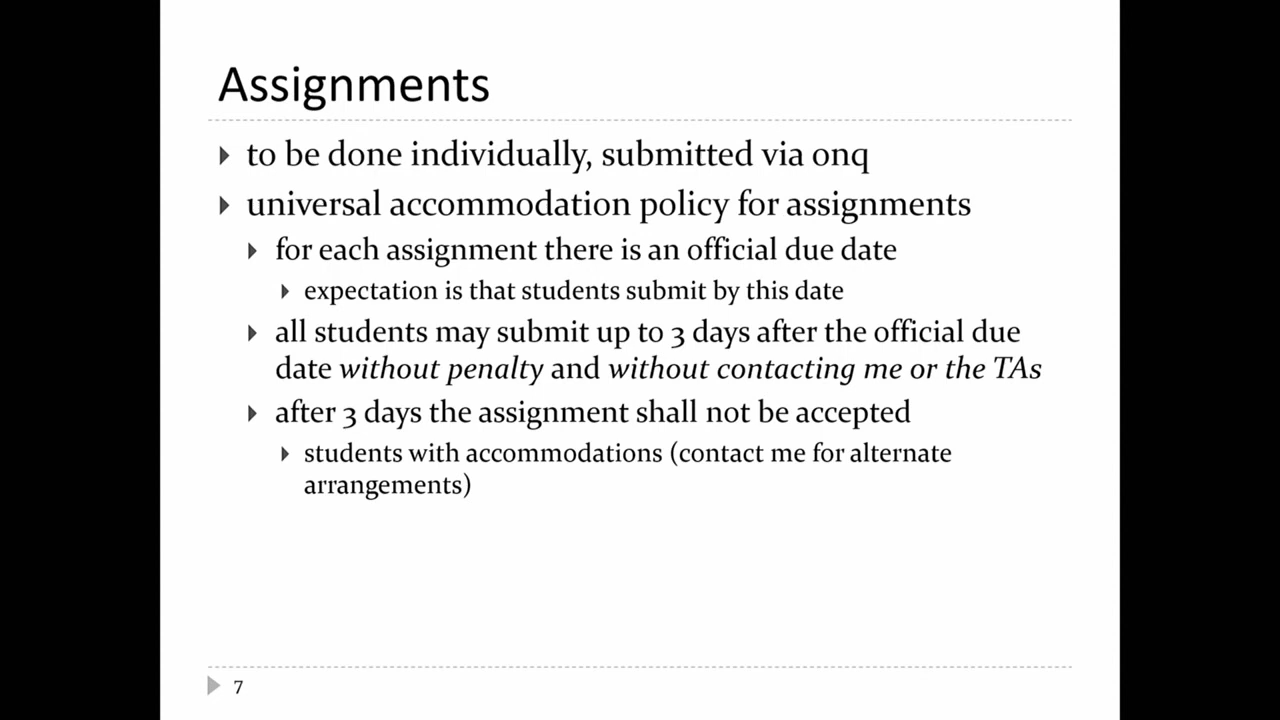 Assignments
to be done individually, submitted via onq
universal accommodation policy for assignments
for each assignment there is an official due date
expectation is that students submit by this date
all students may submit up to 3 days after the official due
date without penalty and without contacting me or the TAs
after 3 days the assignment shall not be accepted
students with accommodations (contact me for alternate
arrangements)
7